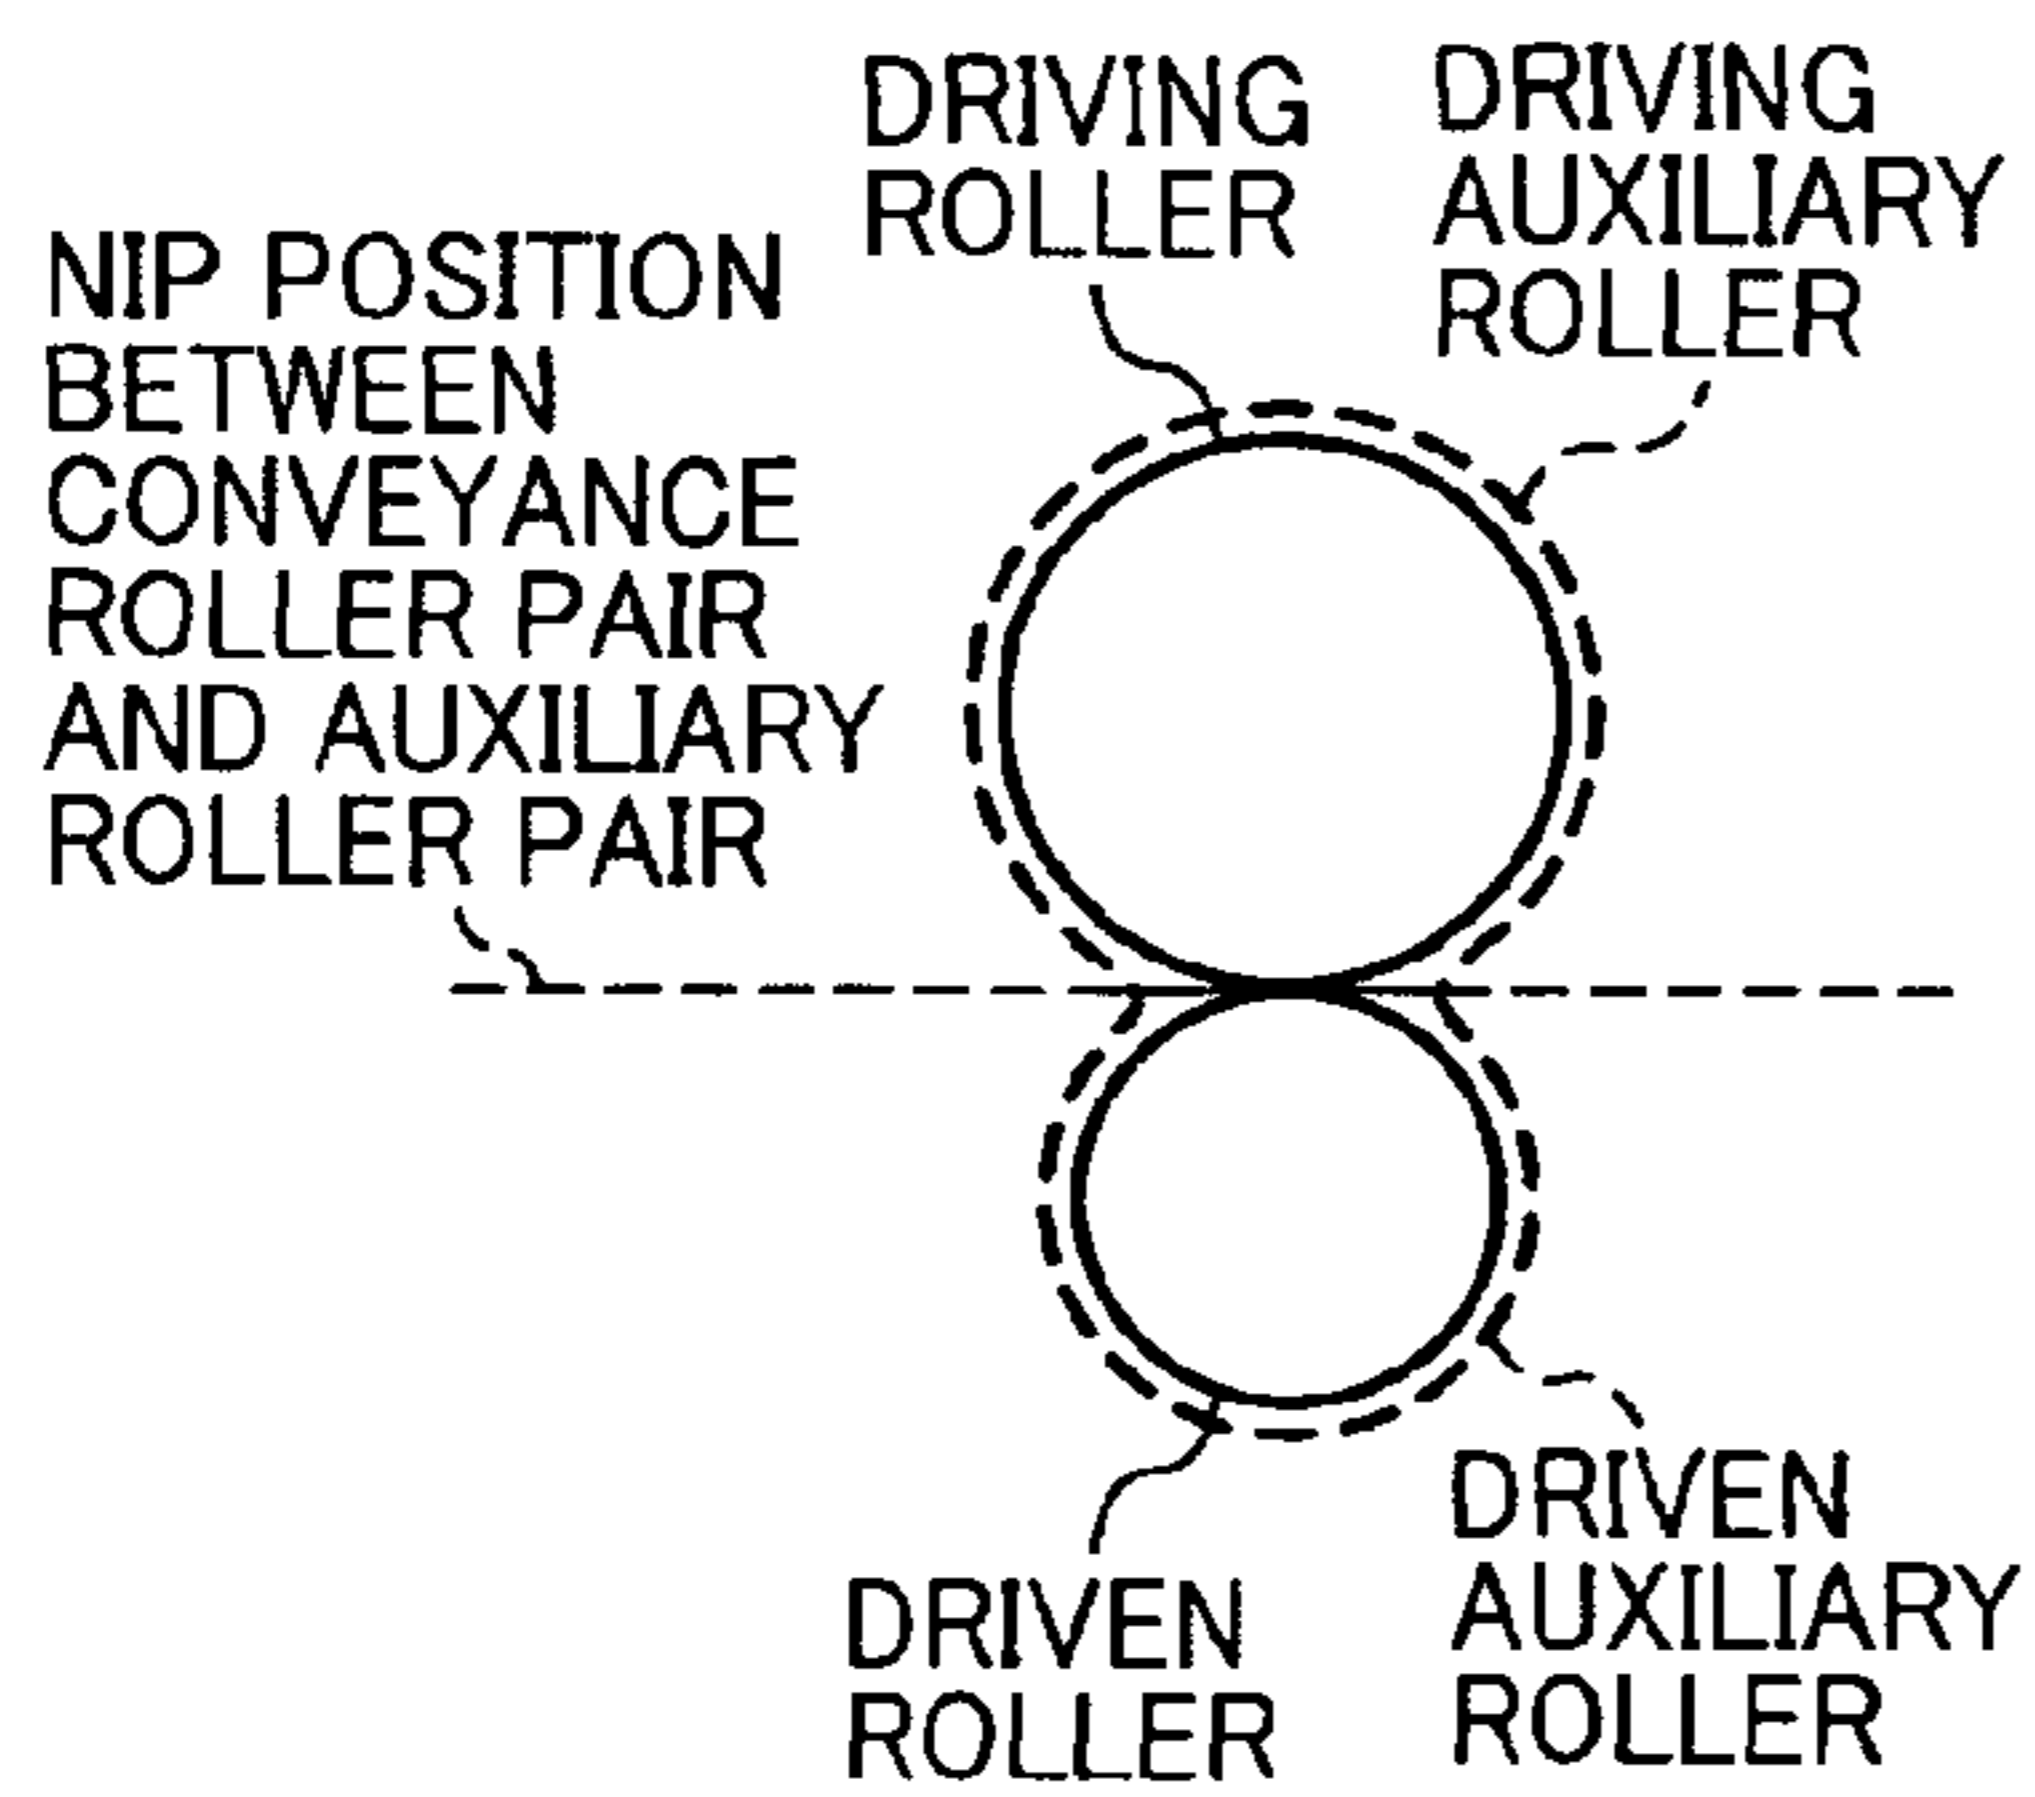 DRIVING
ROLLER
DRIVING
AUXILIARY
ROLLER
NIP POSITION
BETWEEN
CONVEYANCE
ROLLER PAIR
AND AUXILIARY
ROLLER PAIR
DRIVEN
ROLLER
DRIVEN
AUXILIARY
ROLLER